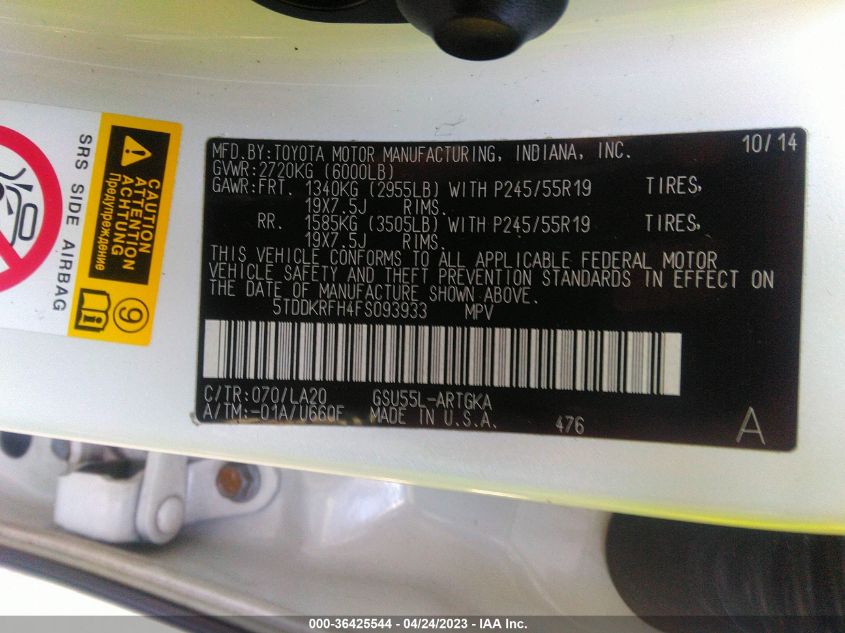 SRS SIDE AIRBAG
CAUTION
ATTENTION
ACHTUNG
Предупреждение
9
MFD.BY:TOYOTA MOTOR MANUFACTURING, INDIANA, INC. 10/14
GVWR:2720KG (6000LB)
GAWR:FRT. 1340KG (2955LB) WITH P245/55R19 TIRES,
19X7.5J RIMS.
RR. 1585KG (3505LB) WITH P245/55R19 TIRES,
19X7.5J RIMS.
THIS VEHICLE CONFORMS TO ALL APPLICABLE FEDERAL MOTOR
VEHICLE SAFETY AND THEFT PREVENTION STANDARDS IN EFFECT ON
THE DATE OF MANUFACTURE SHOWN ABOVE.
5TDDKRFH4FS093933 MPV
C/TR:070/LA20 GSU55L-ARTGKA
A/TM:-01A/U660F MADE IN U.S.A. 476 A
000-36425544 - 04/24/2023 - IAA Inc.